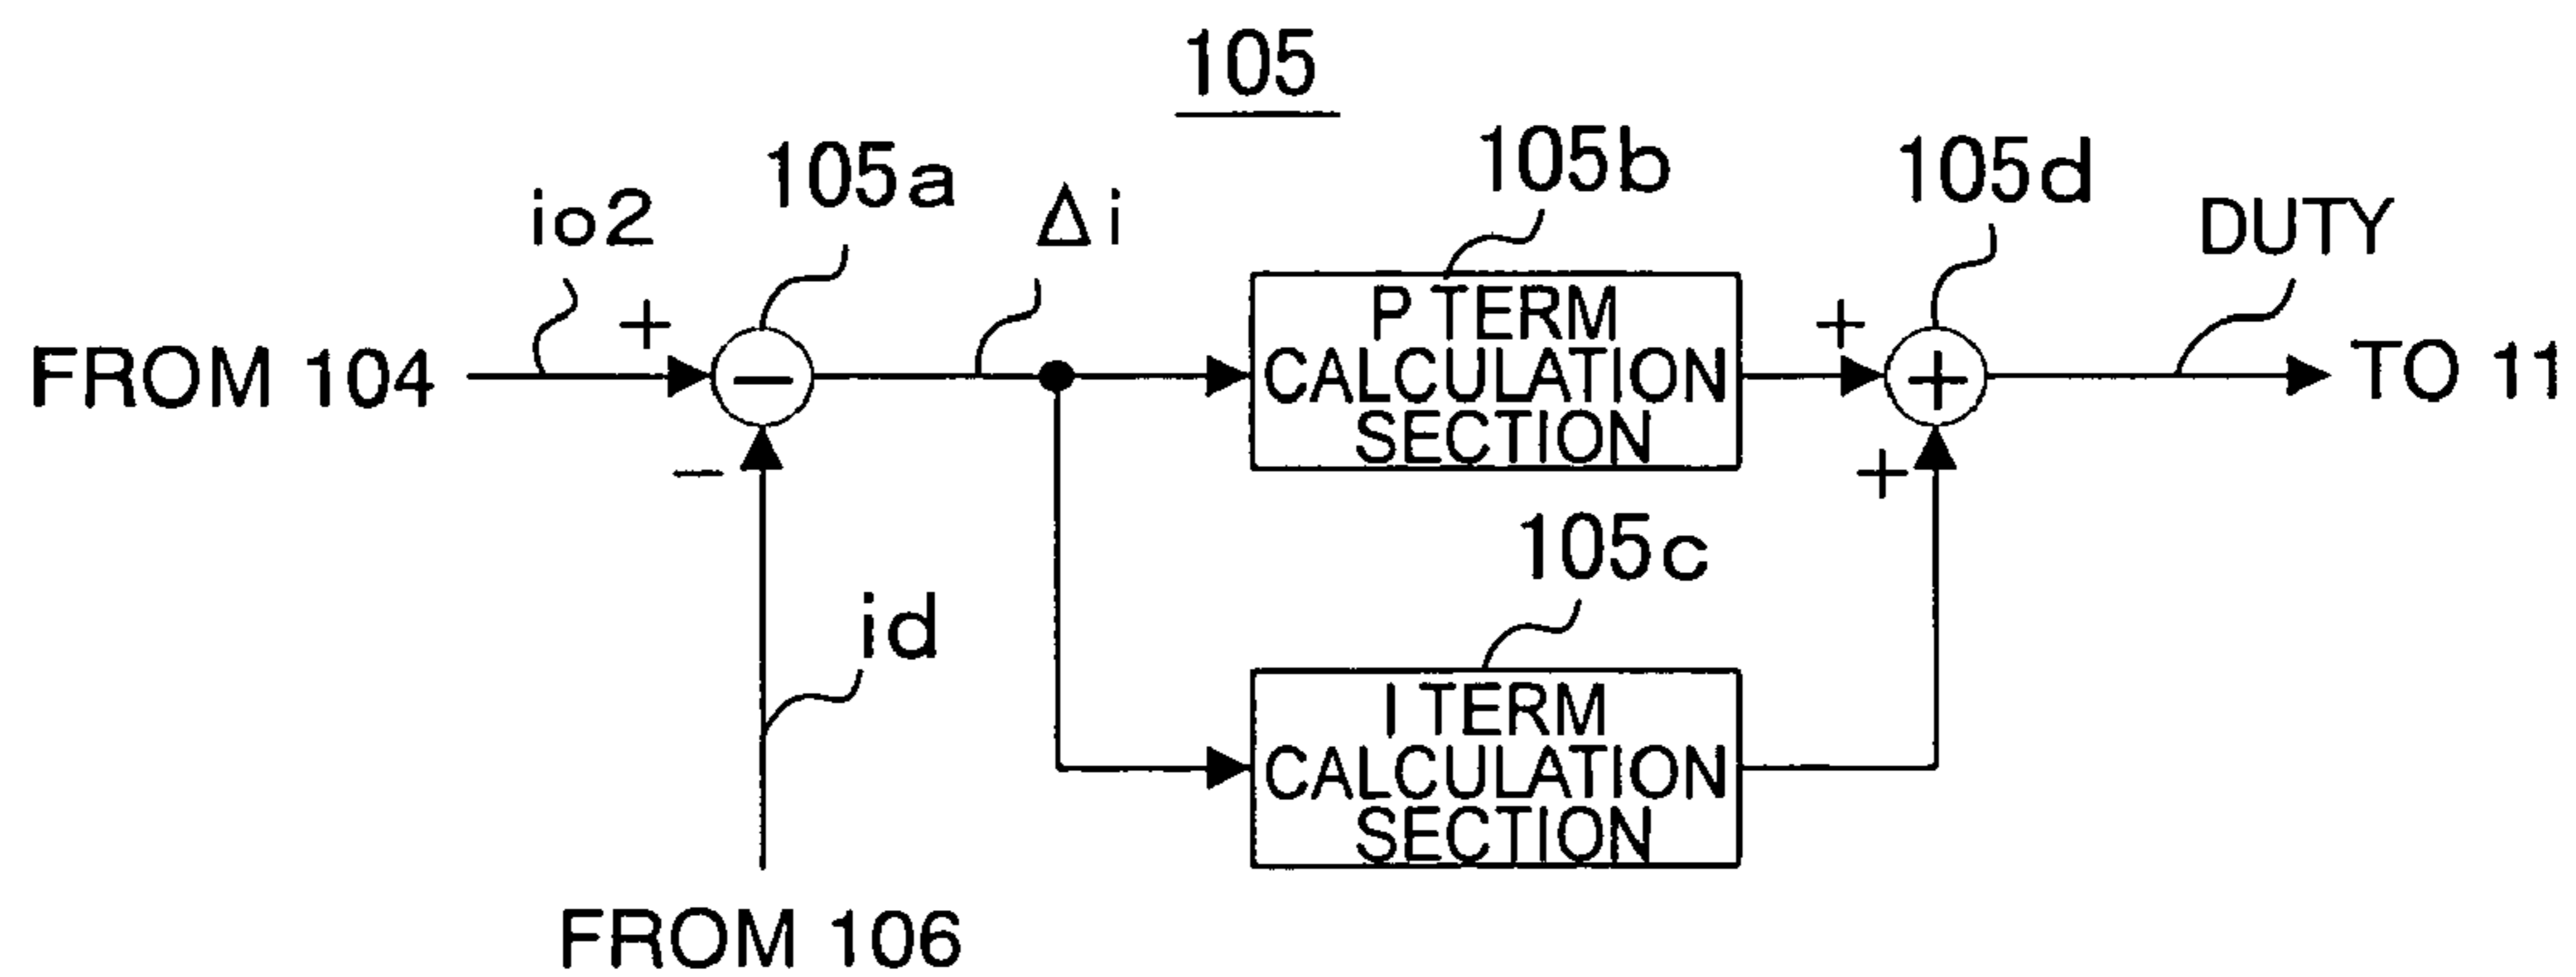 105
105a
105b
105d
io2
Δi
DUTY
+
+
FROM 104
−
P TERM
CALCULATION
SECTION
+
TO 11
−
+
105c
id
I TERM
CALCULATION
SECTION
FROM 106